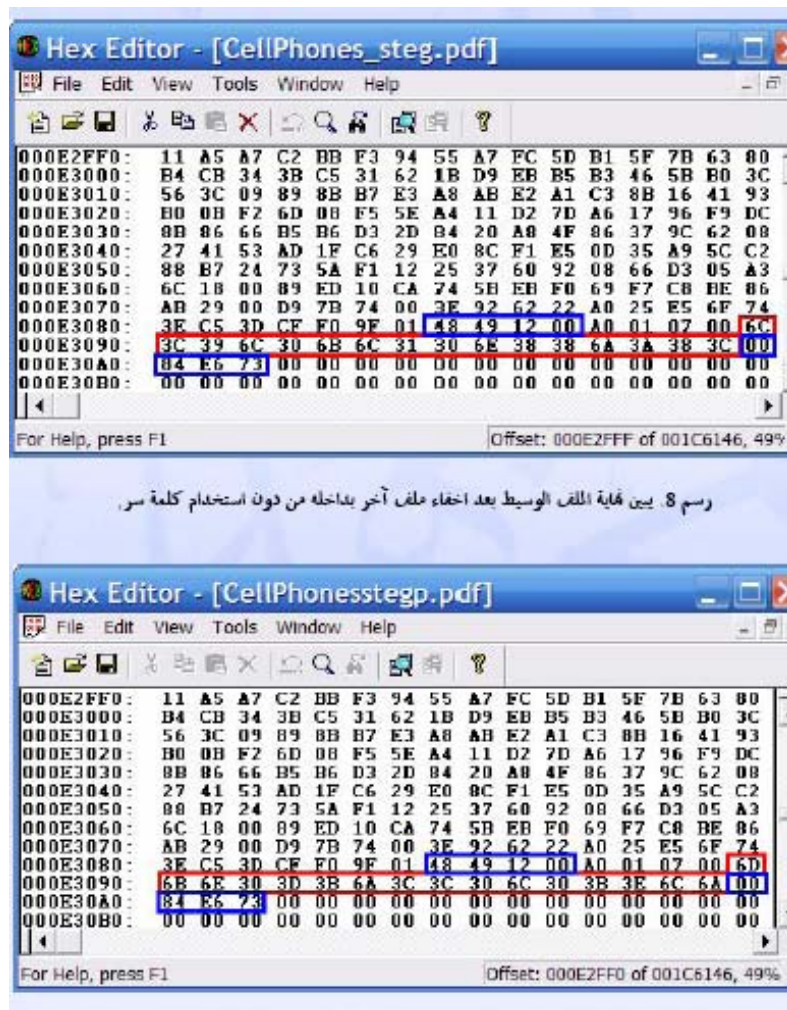 Hex Editor - [CellPhones_steg.pdf]
File Edit View Tools Window Help
000E2FF0: 11 A5 A7 C2 BB F3 94 55 A7 FC 5D B1 5F 7B 63 80
000E3000: B4 CB 34 3B C5 31 62 1B D9 EB B5 B3 46 5B B0 3C
000E3010: 56 3C 09 89 8B B7 E3 A8 AB E2 A1 C3 8B 16 41 93
000E3020: B0 0B F2 6D 08 F5 5E A4 11 D2 7D A6 17 96 F9 DC
000E3030: 8B 86 66 B5 B6 D3 2D 84 20 A8 4F 86 37 9C 62 08
000E3040: 27 41 53 AD 1F C6 29 E0 8C F1 E5 0D 35 A9 5C C2
000E3050: 88 B7 24 73 5A F1 12 25 37 60 92 08 66 D3 05 A3
000E3060: 6C 18 00 89 ED 10 CA 74 5B EB F0 69 F7 C8 BE 86
000E3070: AB 29 00 D9 7B 74 00 3E 92 62 22 A0 25 E5 6F 74
000E3080: 3E C5 3D CF F0 9F 01 48 49 12 00 A0 01 07 00 6C
000E3090: 3C 39 6C 30 6B 6C 31 30 6E 38 38 6A 3A 38 3C 00
000E30A0: 84 E6 73 00 00 00 00 00 00 00 00 00 00 00 00 00
000E30B0: 00 00 00 00 00 00 00 00 00 00 00 00 00 00 00 00
For Help, press F1 Offset: 000E2FFF of 001C6146, 49%
رسم 8. يبين نهاية الملف الوسيط بعد اخفاء ملف آخر بداخله من دون استخدام كلمة سر.
Hex Editor - [CellPhonesstegp.pdf]
File Edit View Tools Window Help
000E2FF0: 11 A5 A7 C2 BB F3 94 55 A7 FC 5D B1 5F 7B 63 80
000E3000: B4 CB 34 3B C5 31 62 1B D9 EB B5 B3 46 5B B0 3C
000E3010: 56 3C 09 89 8B B7 E3 A8 AB E2 A1 C3 8B 16 41 93
000E3020: B0 0B F2 6D 08 F5 5E A4 11 D2 7D A6 17 96 F9 DC
000E3030: 8B 86 66 B5 B6 D3 2D 84 20 A8 4F 86 37 9C 62 08
000E3040: 27 41 53 AD 1F C6 29 E0 8C F1 E5 0D 35 A9 5C C2
000E3050: 88 B7 24 73 5A F1 12 25 37 60 92 08 66 D3 05 A3
000E3060: 6C 18 00 89 ED 10 CA 74 5B EB F0 69 F7 C8 BE 86
000E3070: AB 29 00 D9 7B 74 00 3E 92 62 22 A0 25 E5 6F 74
000E3080: 3E C5 3D CF F0 9F 01 48 49 12 00 A0 01 07 00 6D
000E3090: 6B 6E 30 3D 3B 6A 3C 3C 30 6C 30 3B 3E 6C 6A 00
000E30A0: 84 E6 73 00 00 00 00 00 00 00 00 00 00 00 00 00
000E30B0: 00 00 00 00 00 00 00 00 00 00 00 00 00 00 00 00
For Help, press F1 Offset: 000E2FF0 of 001C6146, 49%